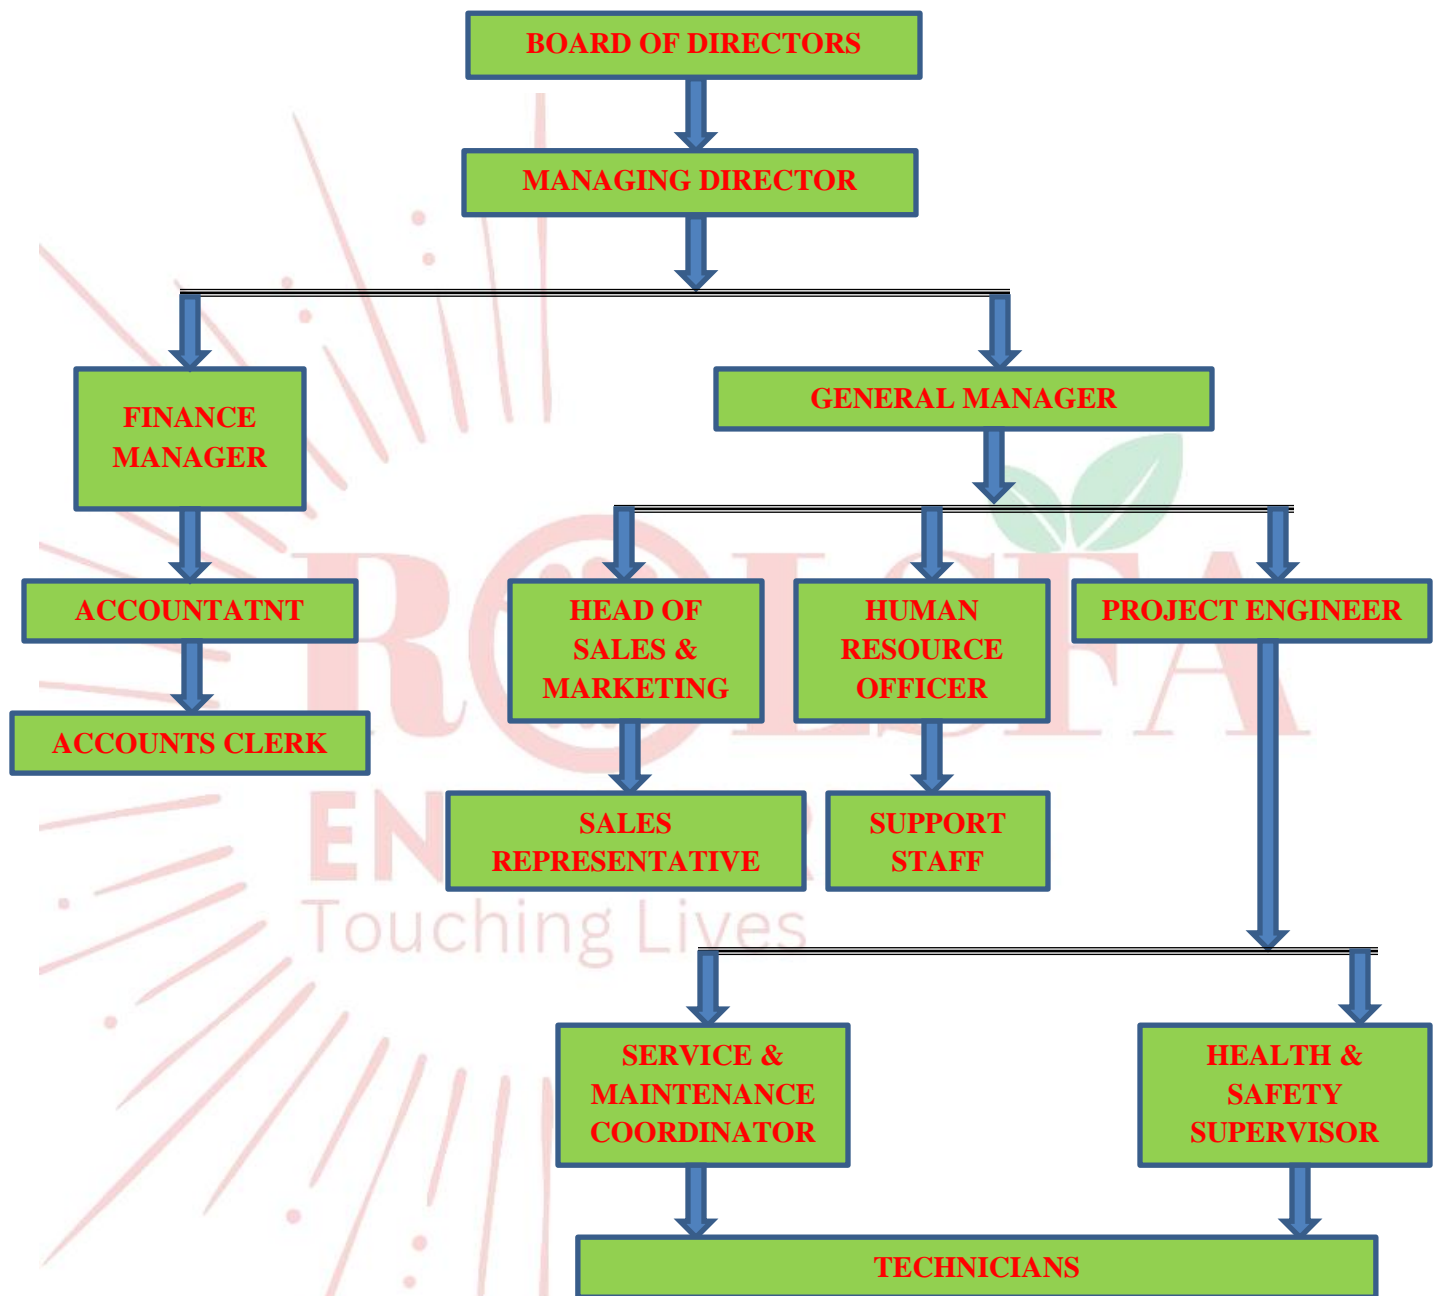 BOARD OF DIRECTORS
MANAGING DIRECTOR
FINANCE
MANAGER
GENERAL MANAGER
ACCOUNTATNT
HEAD OF
SALES &
MARKETING
HUMAN
RESOURCE
OFFICER
PROJECT ENGINEER
ACCOUNTS CLERK
SALES
REPRESENTATIVE
SUPPORT
STAFF
Touching Lives
SERVICE &
MAINTENANCE
COORDINATOR
HEALTH &
SAFETY
SUPERVISOR
TECHNICIANS